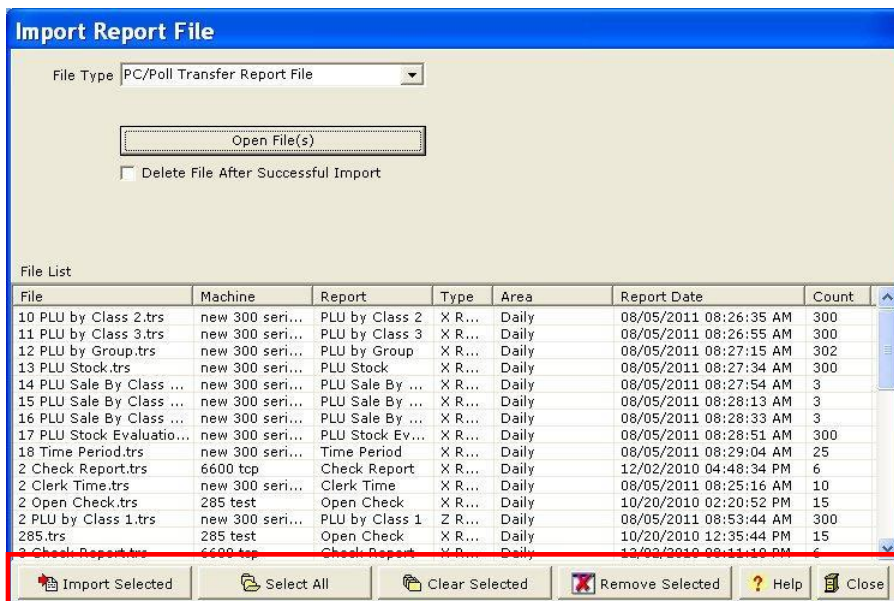 Import Report File
File Type PC/Poll Transfer Report File
Open File(s)
Delete File After Successful Import
File List
File Machine Report Type Area Report Date Count
10 PLU by Class 2.trs new 300 seri... PLU by Class 2 X R... Daily 08/05/2011 08:26:35 AM 300
11 PLU by Class 3.trs new 300 seri... PLU by Class 3 X R... Daily 08/05/2011 08:26:55 AM 300
12 PLU by Group.trs new 300 seri... PLU by Group X R... Daily 08/05/2011 08:27:15 AM 302
13 PLU Stock.trs new 300 seri... PLU Stock X R... Daily 08/05/2011 08:27:34 AM 300
14 PLU Sale By Class ... new 300 seri... PLU Sale By ... X R... Daily 08/05/2011 08:27:54 AM 3
15 PLU Sale By Class ... new 300 seri... PLU Sale By ... X R... Daily 08/05/2011 08:28:13 AM 3
16 PLU Sale By Class ... new 300 seri... PLU Sale By ... X R... Daily 08/05/2011 08:28:33 AM 3
17 PLU Stock Evaluatio... new 300 seri... PLU Stock Ev... X R... Daily 08/05/2011 08:28:51 AM 300
18 Time Period.trs new 300 seri... Time Period X R... Daily 08/05/2011 08:29:04 AM 25
2 Check Report.trs 6600 tcp Check Report X R... Daily 12/02/2010 04:48:34 PM 6
2 Clerk Time.trs new 300 seri... Clerk Time X R... Daily 08/05/2011 08:25:16 AM 10
2 Open Check.trs 285 test Open Check X R... Daily 10/20/2010 02:20:52 PM 15
2 PLU by Class 1.trs new 300 seri... PLU by Class 1 Z R... Daily 08/05/2011 08:53:44 AM 300
285.trs 285 test Open Check X R... Daily 10/20/2010 12:35:44 PM 15
Check Report.trs 6600 tcp Check Report X R... Daily
Import Selected Select All Clear Selected Remove Selected Help Close